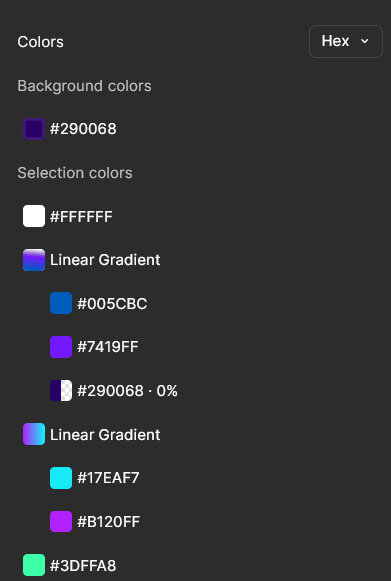 Colors
Hex
Background colors
#290068
Selection colors
#FFFFFF
Linear Gradient
#005CBC
#7419FF
#290068 · 0%
Linear Gradient
#17EAF7
#B120FF
#3DFFA8